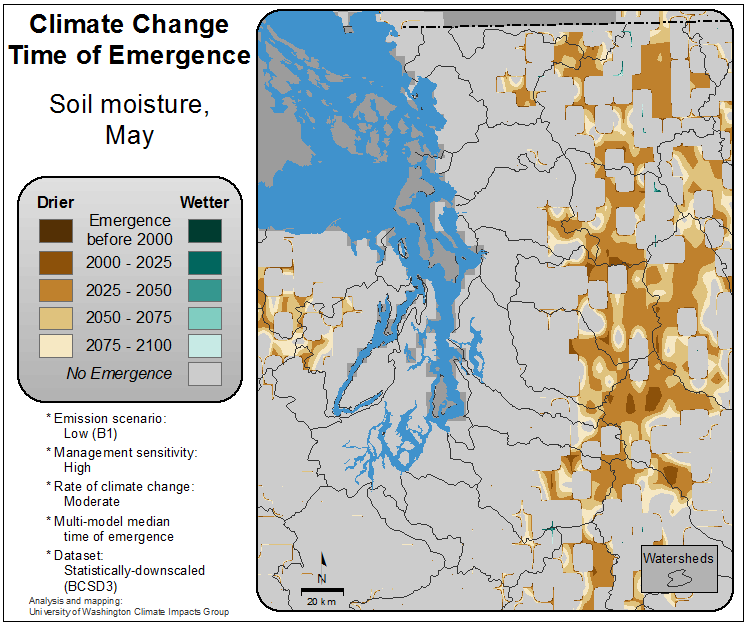 Climate Change
Time of Emergence
Soil moisture,
May
Drier Wetter
Emergence
before 2000
2000 - 2025
2025 - 2050
2050 - 2075
2075 - 2100
No Emergence
* Emission scenario:
Low (B1)
* Management sensitivity:
High
* Rate of climate change:
Moderate
* Multi-model median
time of emergence
* Dataset:
Statistically-downscaled
(BCSD3)
Analysis and mapping:
University of Washington Climate Impacts Group
N
20 km
Watersheds